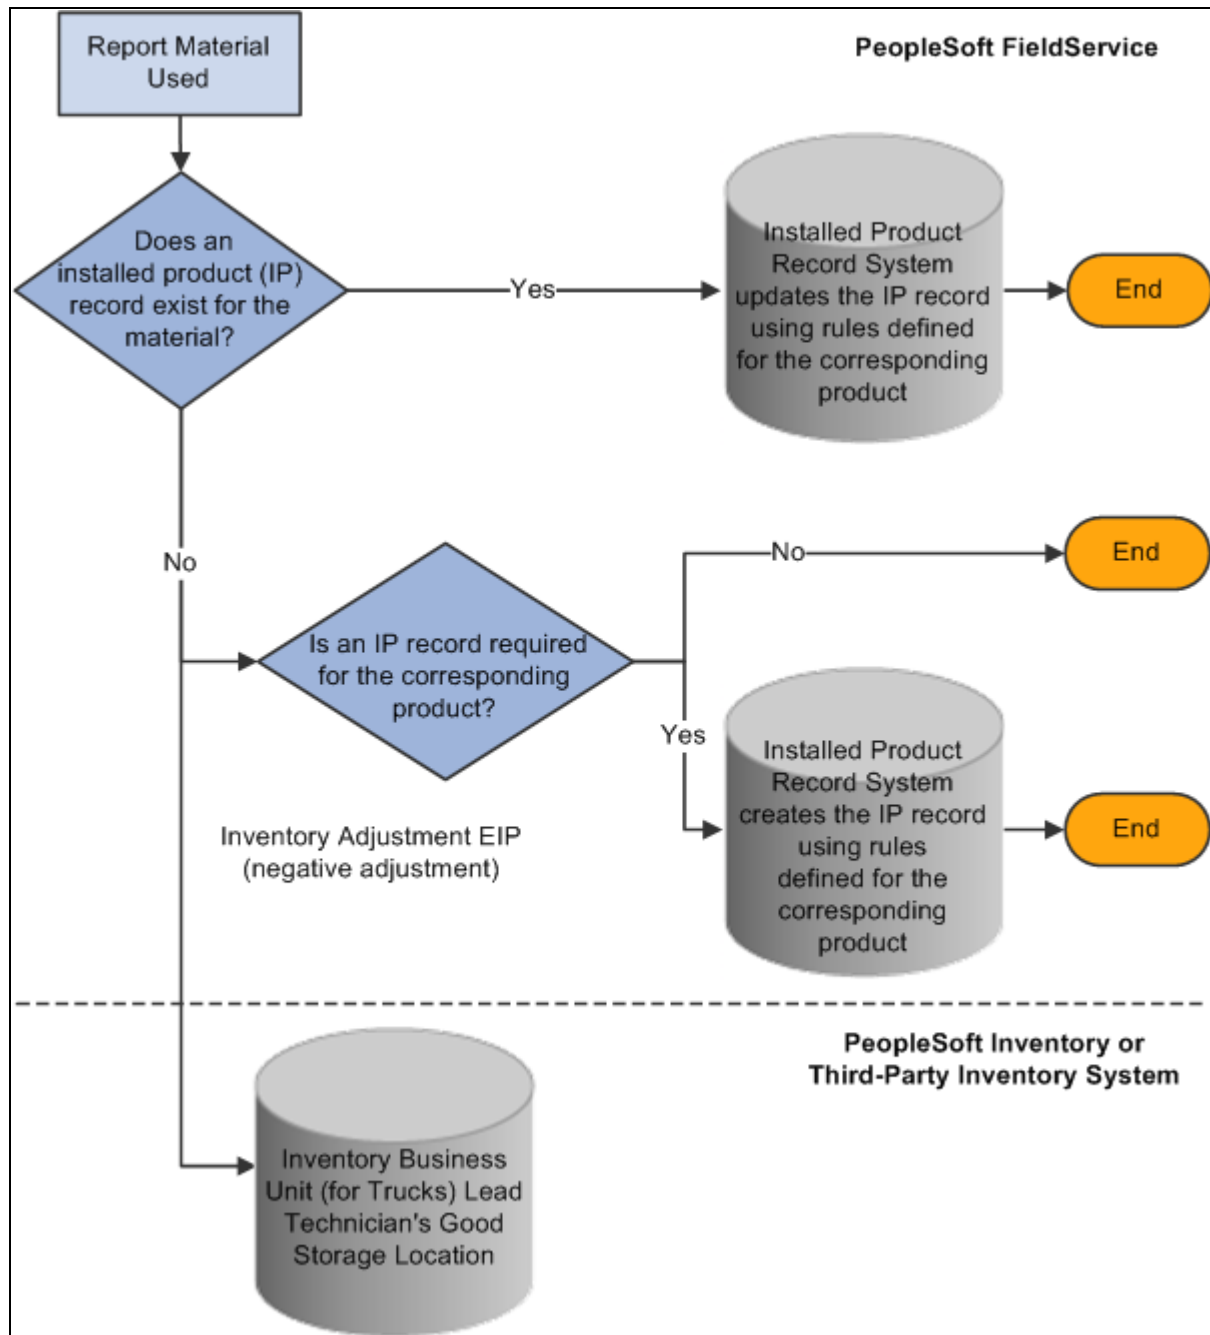 Report Material
Used
PeopleSoft FieldService
Does an
installed product (IP)
record exist for the
material?
Yes
Installed Product
Record System
updates the IP record
using rules defined
for the corresponding
product
End
No
Is an IP record required
for the corresponding
product?
No
End
Yes
Installed Product
Record System
creates the IP record
using rules
defined for the
corresponding
product
End
Inventory Adjustment EIP
(negative adjustment)
PeopleSoft Inventory or
Third-Party Inventory System
Inventory Business
Unit (for Trucks) Lead
Technician's Good
Storage Location